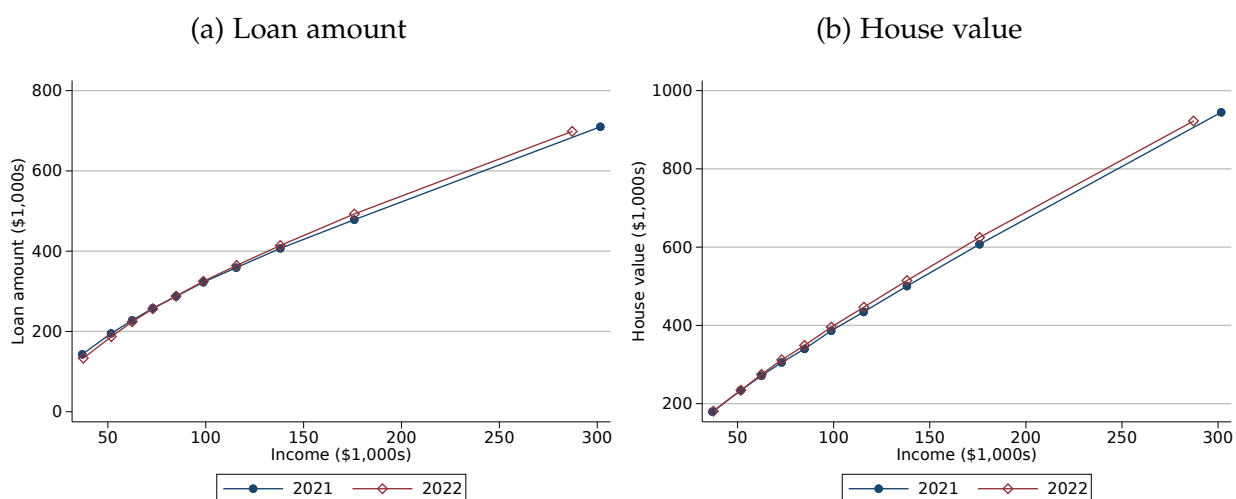 (a) Loan amount
800
600
400
200
0
Loan amount ($1,000s)
50 100 150 200 250 300
Income ($1,000s)
2021 2022
(b) House value
1000
800
600
400
200
House value ($1,000s)
50 100 150 200 250 300
Income ($1,000s)
2021 2022